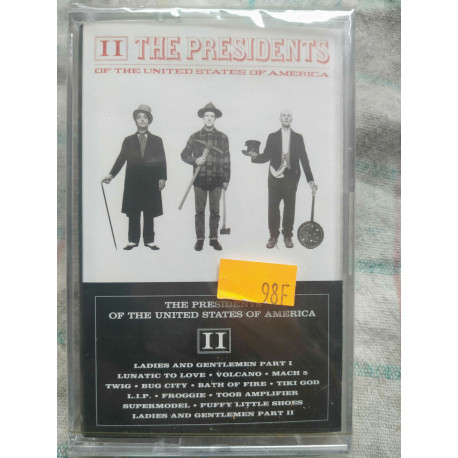 II THE PRESIDENTS
OF THE UNITED STATES OF AMERICA
98F
THE PRESIDENTS
OF THE UNITED STATES OF AMERICA
II
LADIES AND GENTLEMEN PART I
LUNATIC TO LOVE • VOLCANO • MACH 5
TWIG • BUG CITY • BATH OF FIRE • TIKI GOD
L.I.P. • FROGGIE • TOOB AMPLIFIER
SUPERMODEL • PUFFY LITTLE SHOES
LADIES AND GENTLEMEN PART II